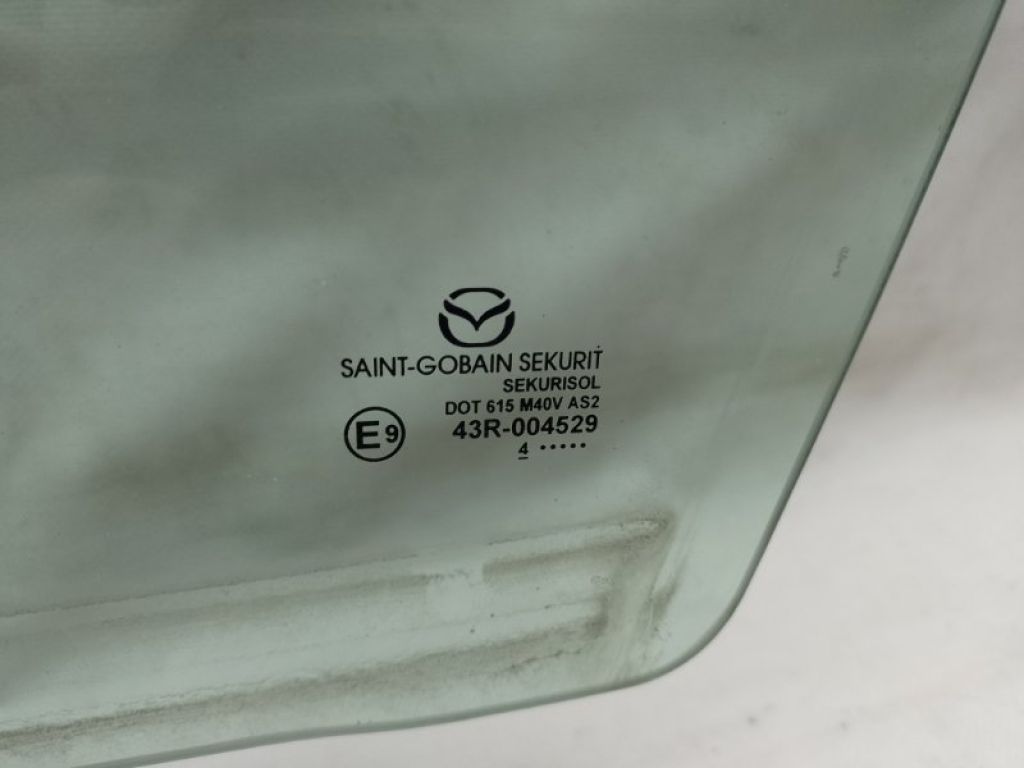 SAINT-GOBAIN SEKURIT
SEKURISOL
DOT 615 M40V AS2
E9 43R-004529
4 •••••